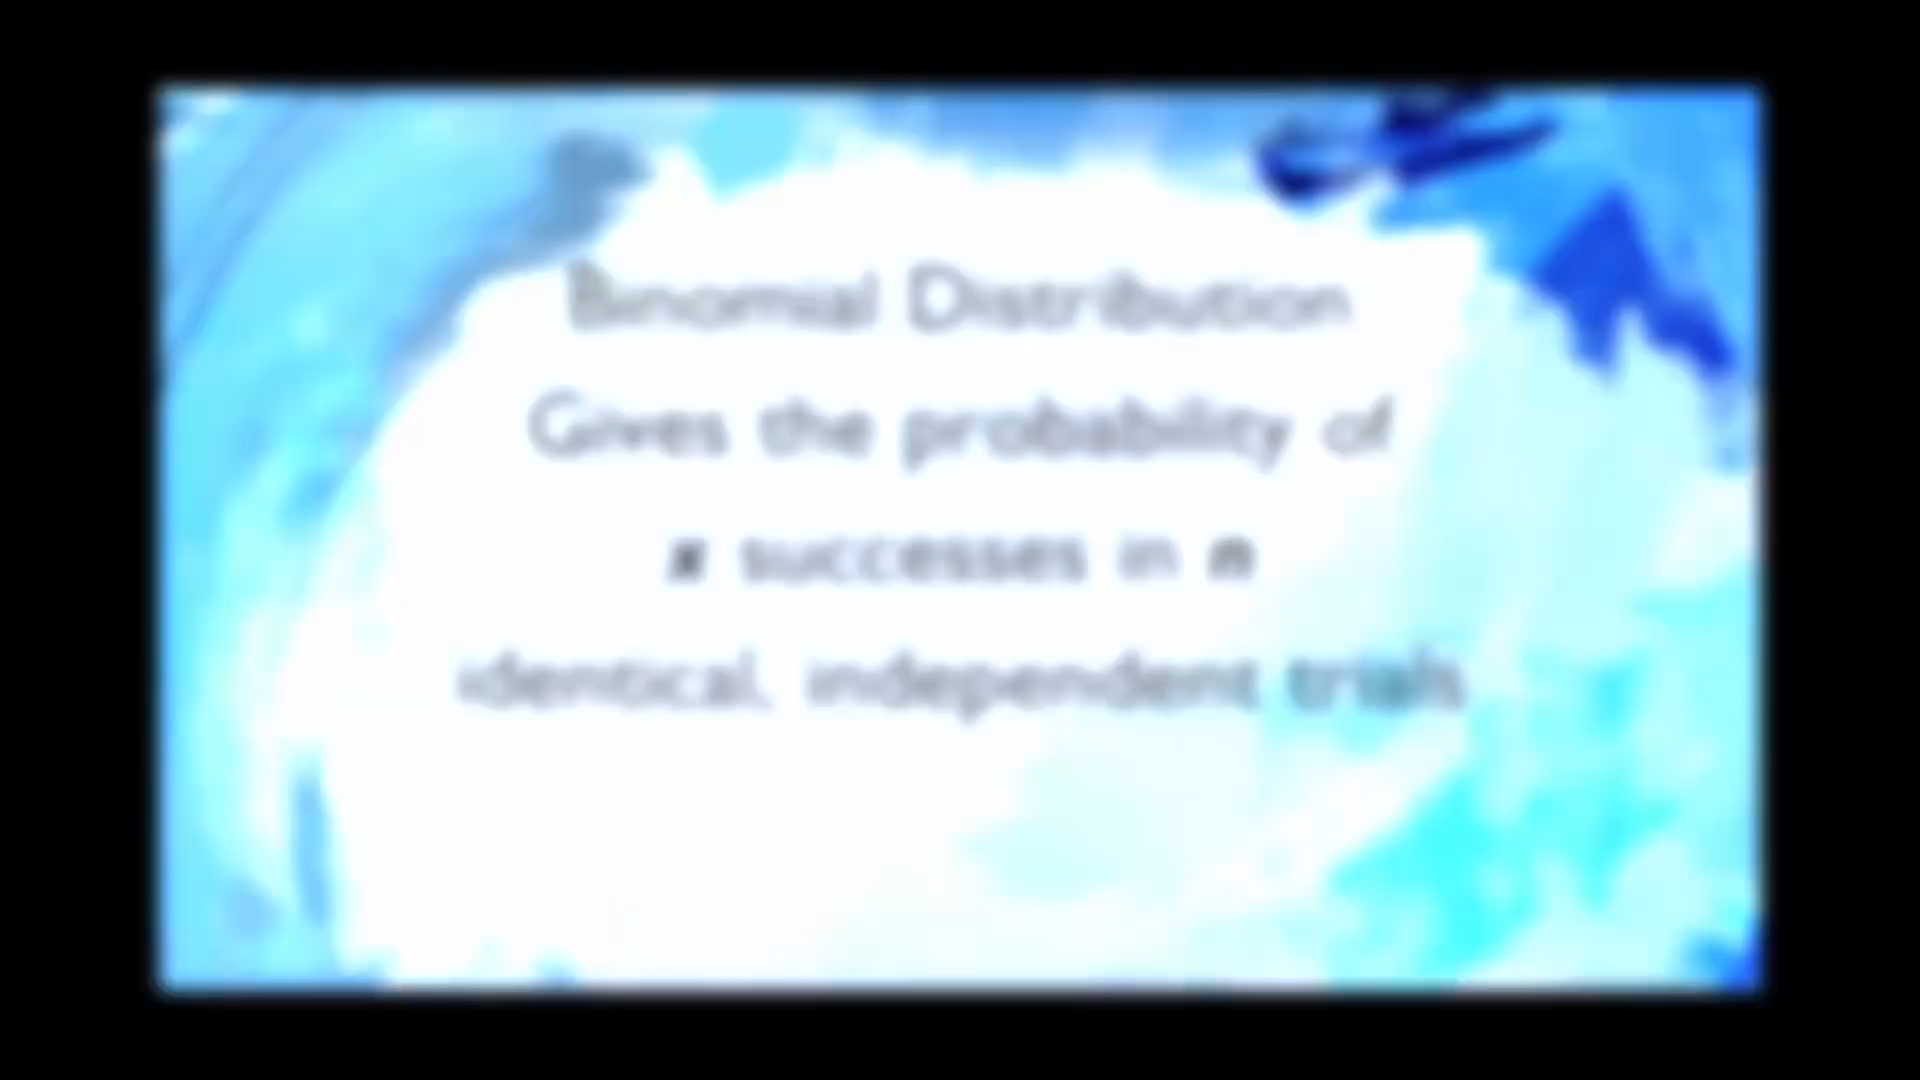 Binomial Distribution
Gives the probability of
x successes in n
identical, independent trials